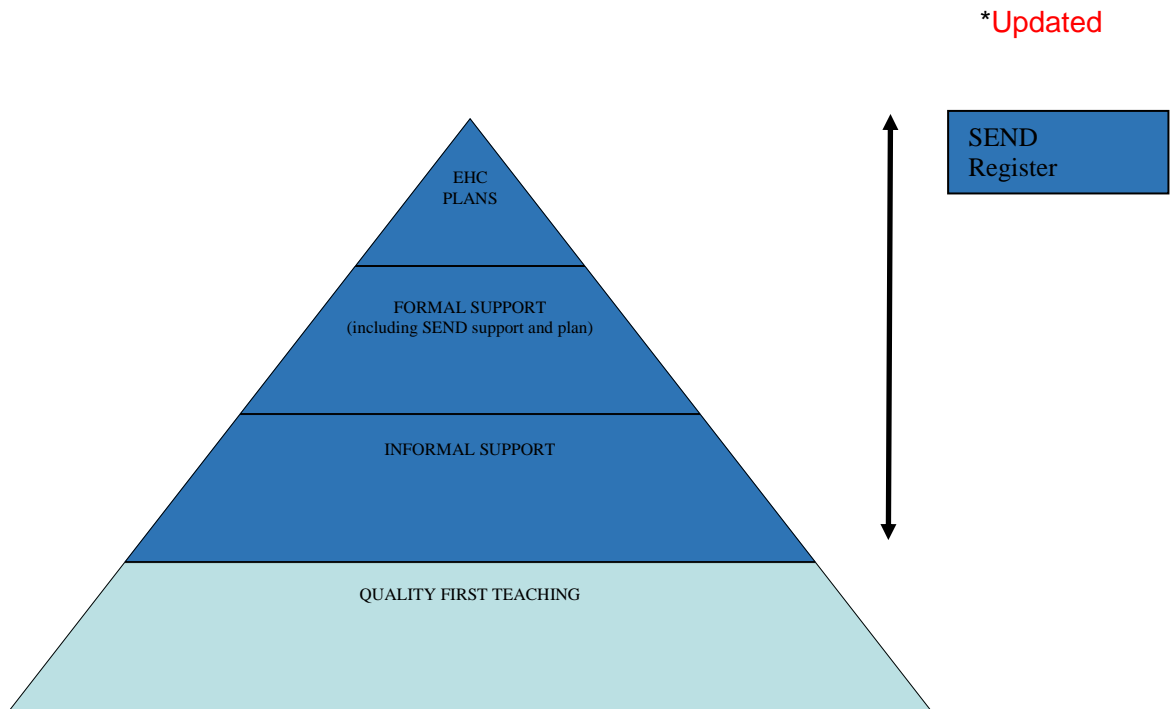 *Updated
SEND
Register
EHC
PLANS
FORMAL SUPPORT
(including SEND support and plan)
INFORMAL SUPPORT
QUALITY FIRST TEACHING